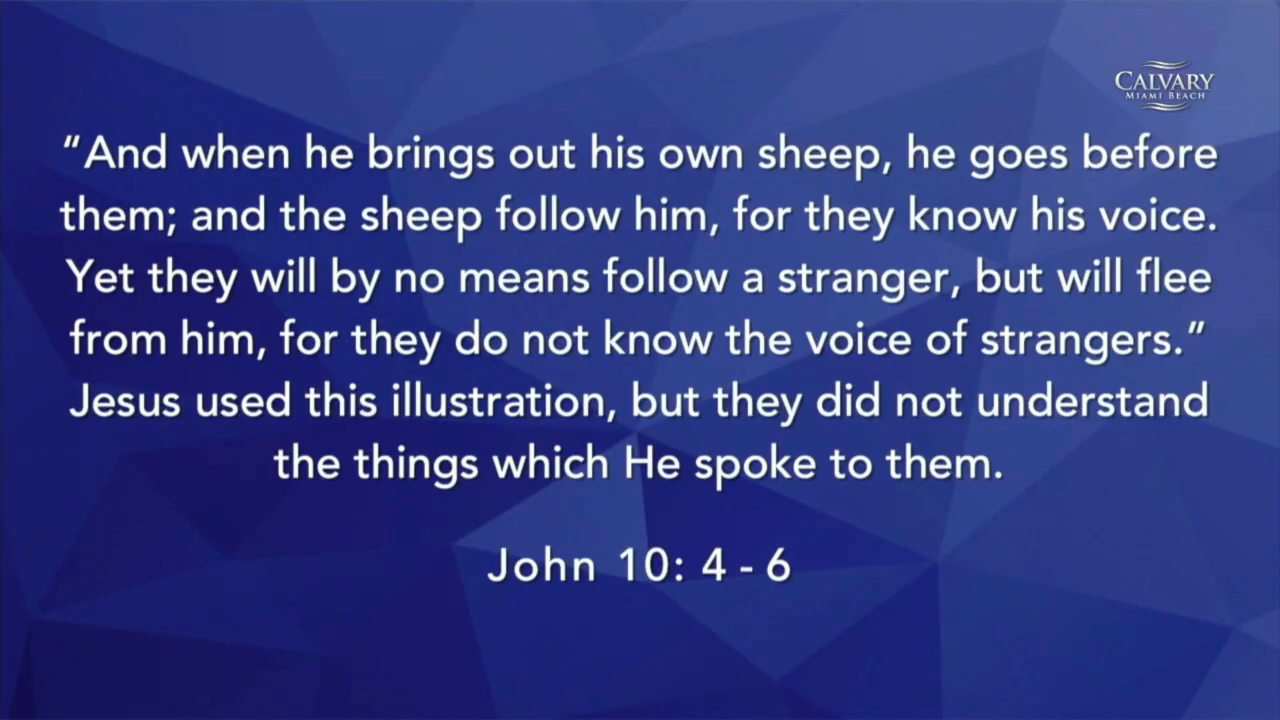 CALVARY
MIAMI BEACH
“And when he brings out his own sheep, he goes before
them; and the sheep follow him, for they know his voice.
Yet they will by no means follow a stranger, but will flee
from him, for they do not know the voice of strangers.”
Jesus used this illustration, but they did not understand
the things which He spoke to them.
John 10: 4 - 6